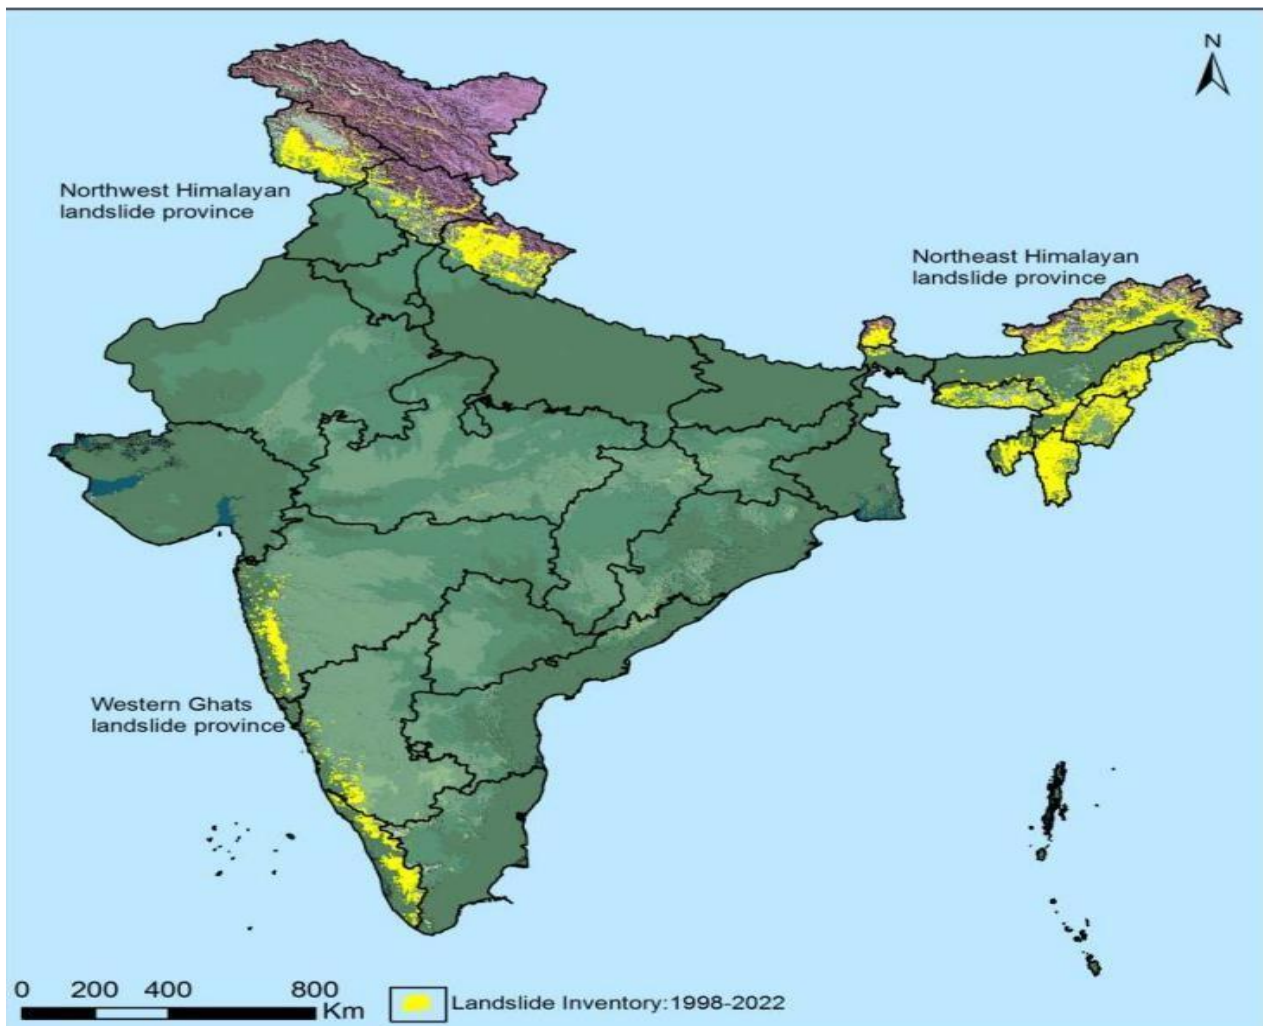 N
Northwest Himalayan
landslide province
Northeast Himalayan
landslide province
Western Ghats
landslide province
0 200 400 800
Km
Landslide Inventory:1998-2022